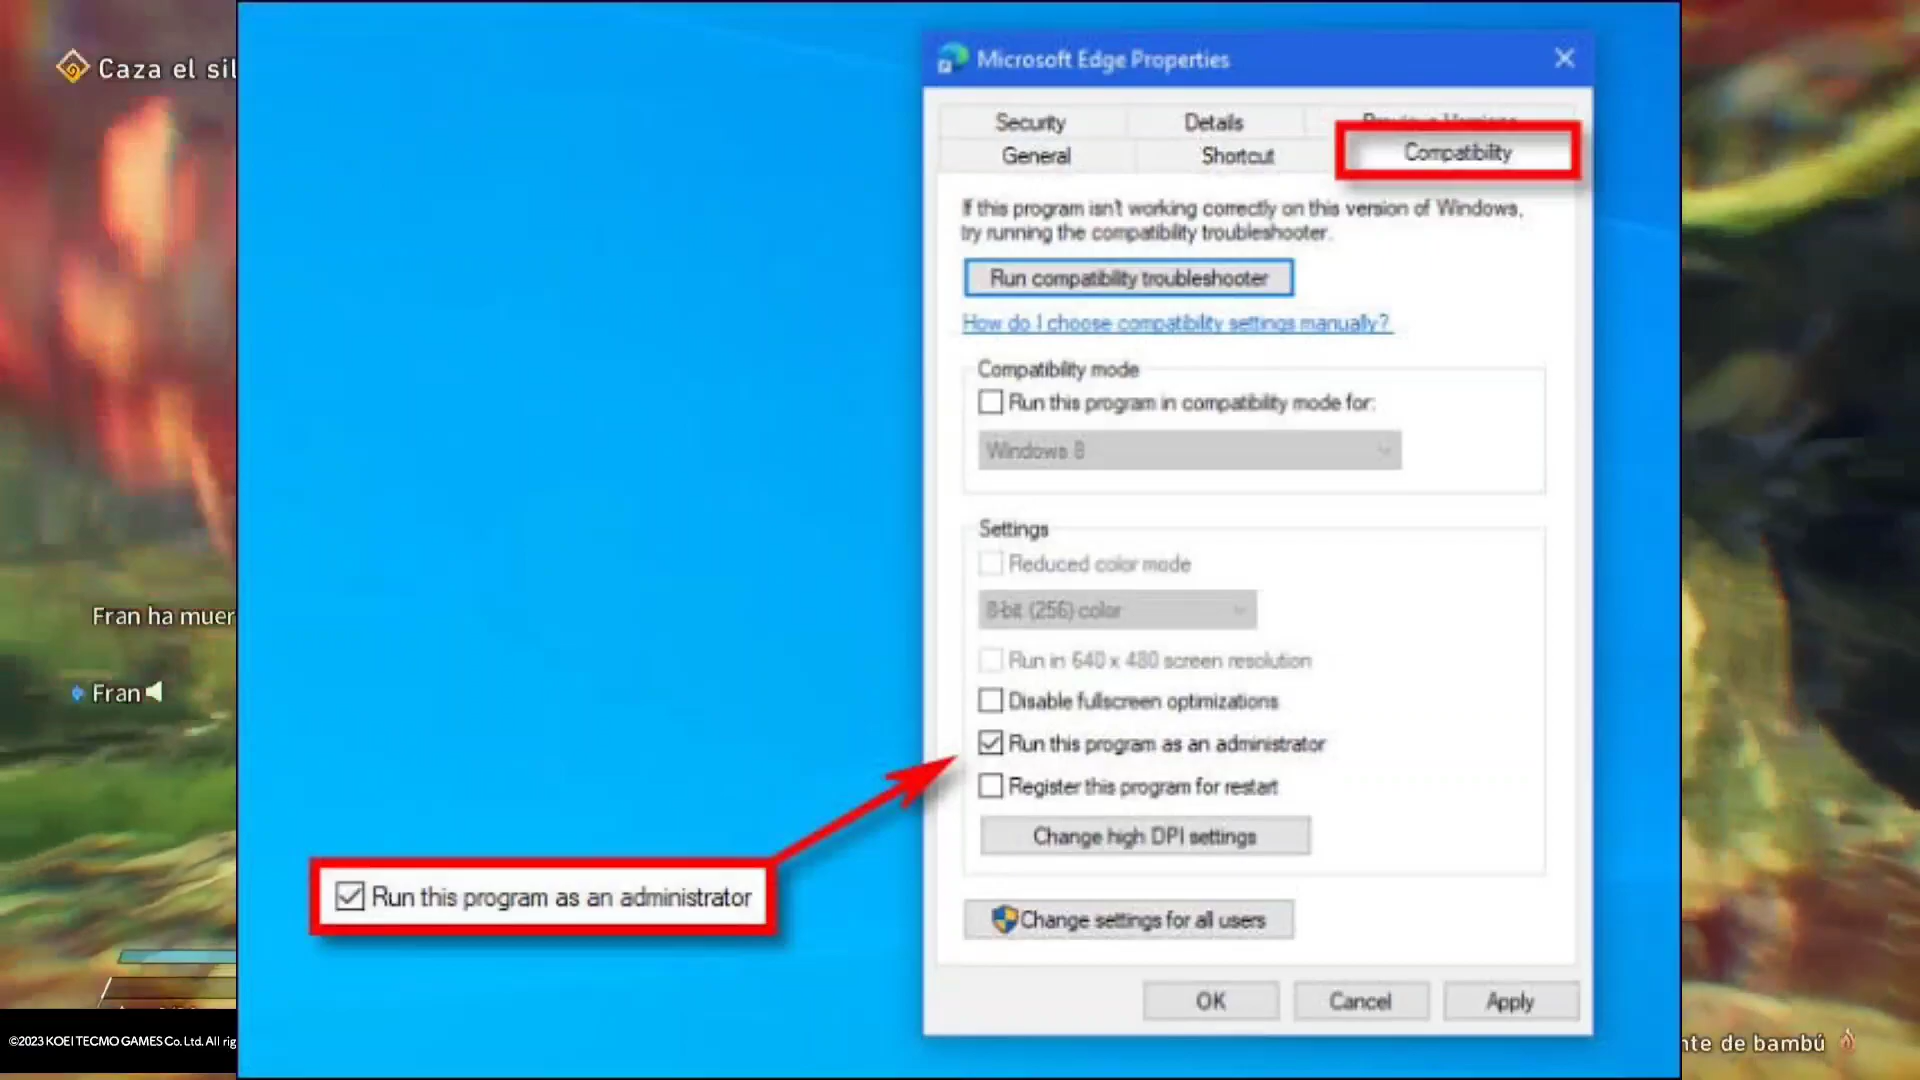 Caza el sil
Microsoft Edge Properties
Security
Details
Previous Versions
General
Shortcut
Compatibility
If this program isn't working correctly on this version of Windows,
try running the compatibility troubleshooter.
Run compatibility troubleshooter
How do I choose compatibility settings manually?
Compatibility mode
Run this program in compatibility mode for:
Windows 8
Settings
Reduced color mode
8-bit (256) color
Run in 640 x 480 screen resolution
Disable fullscreen optimizations
Run this program as an administrator
Register this program for restart
Change high DPI settings
Change settings for all users
OK
Cancel
Apply
Run this program as an administrator
Fran ha muer
Fran
©2023 KOEI TECMO GAMES Co. Ltd. All rig
nte de bambú